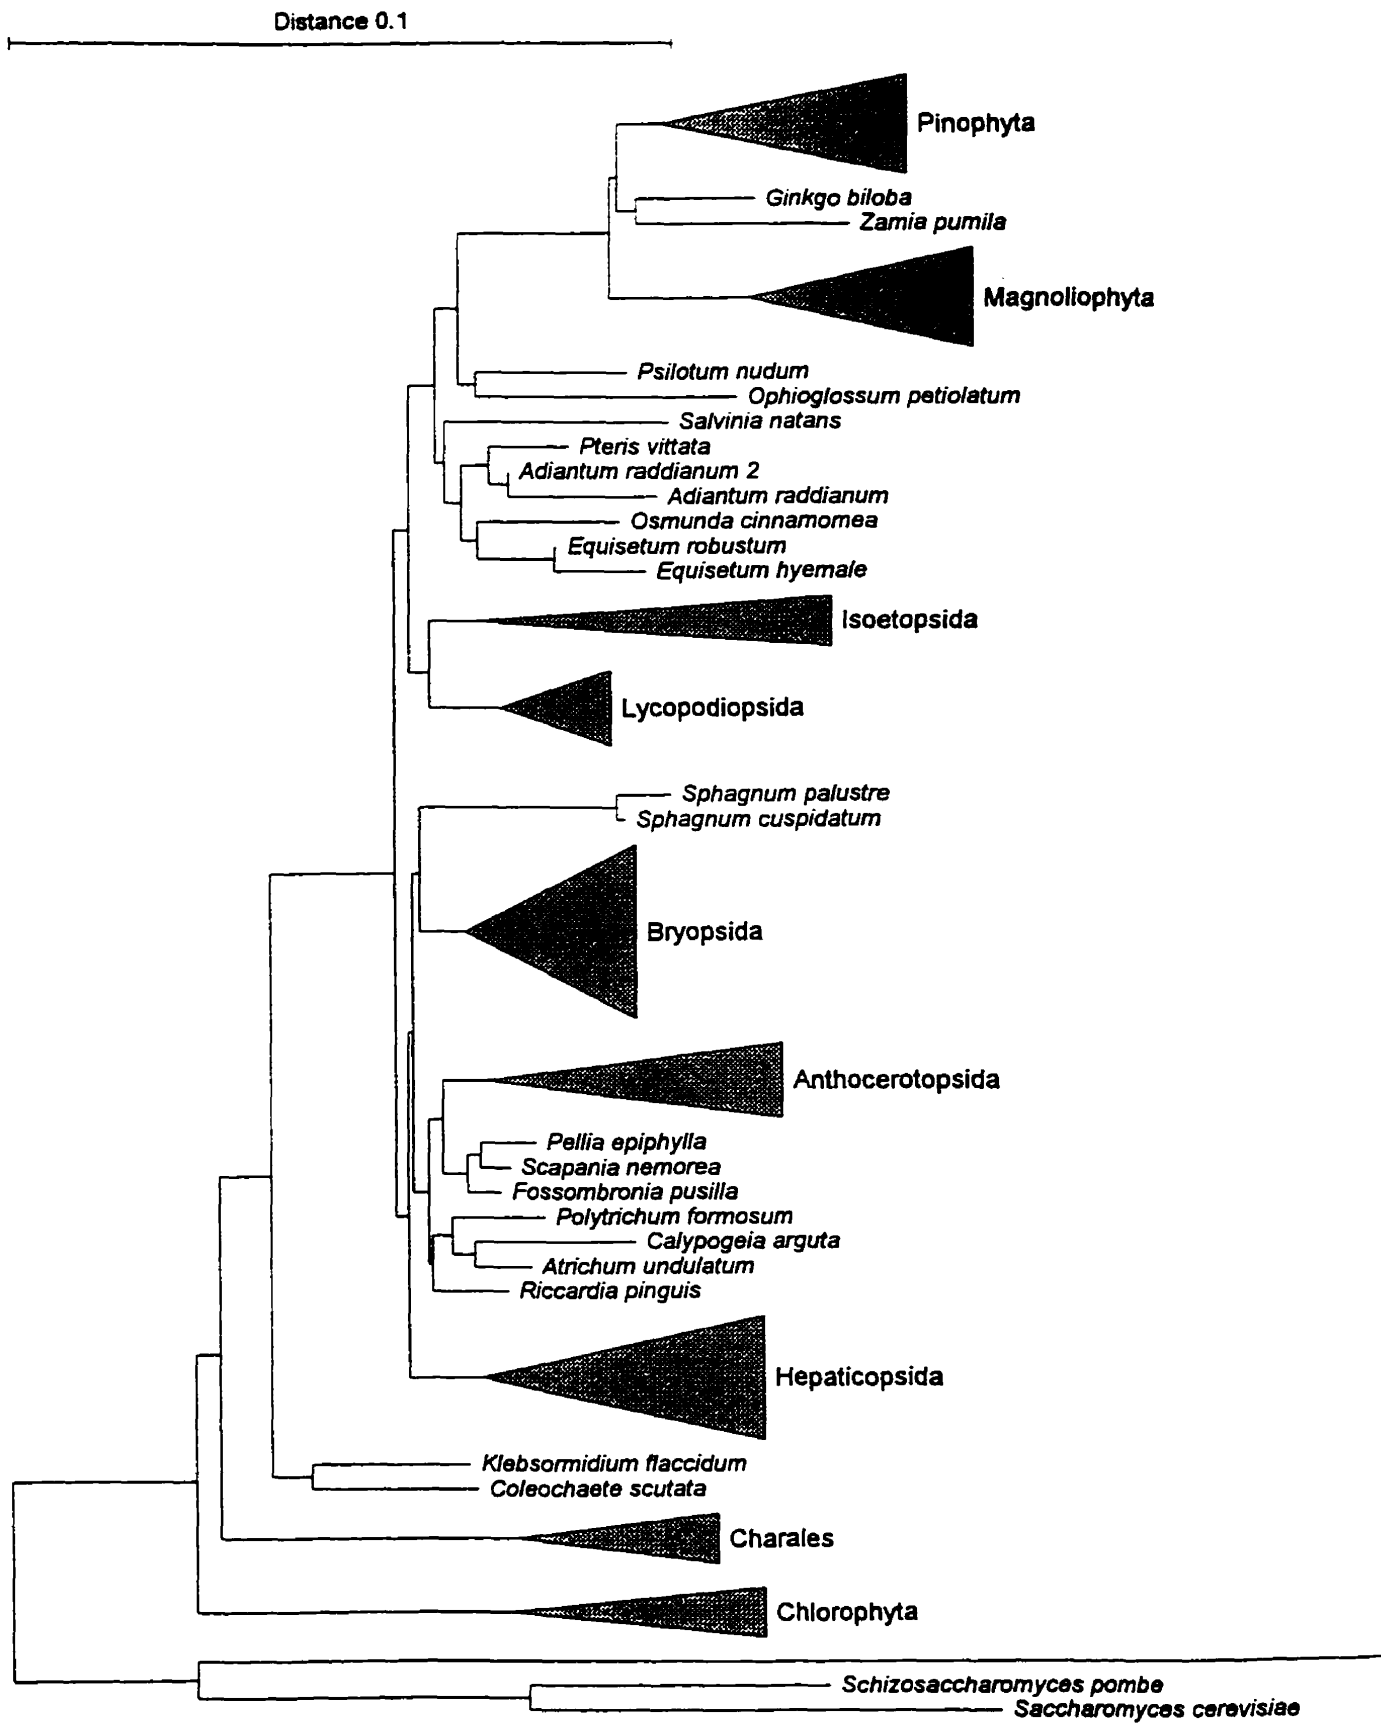 Distance 0.1
Pinophyta
Ginkgo biloba
Zamia pumila
Magnoliophyta
Psilotum nudum
Ophioglossum petiolatum
Salvinia natans
Pteris vittata
Adiantum raddianum 2
Adiantum raddianum
Osmunda cinnamomea
Equisetum robustum
Equisetum hyemale
Isoetopsida
Lycopodiopsida
Sphagnum palustre
Sphagnum cuspidatum
Bryopsida
Anthocerotopsida
Pellia epiphylla
Scapania nemorea
Fossombronia pusilla
Polytrichum formosum
Calypogeia arguta
Atrichum undulatum
Riccardia pinguis
Hepaticopsida
Klebsormidium flaccidum
Coleochaete scutata
Charales
Chlorophyta
Schizosaccharomyces pombe
Saccharomyces cerevisiae